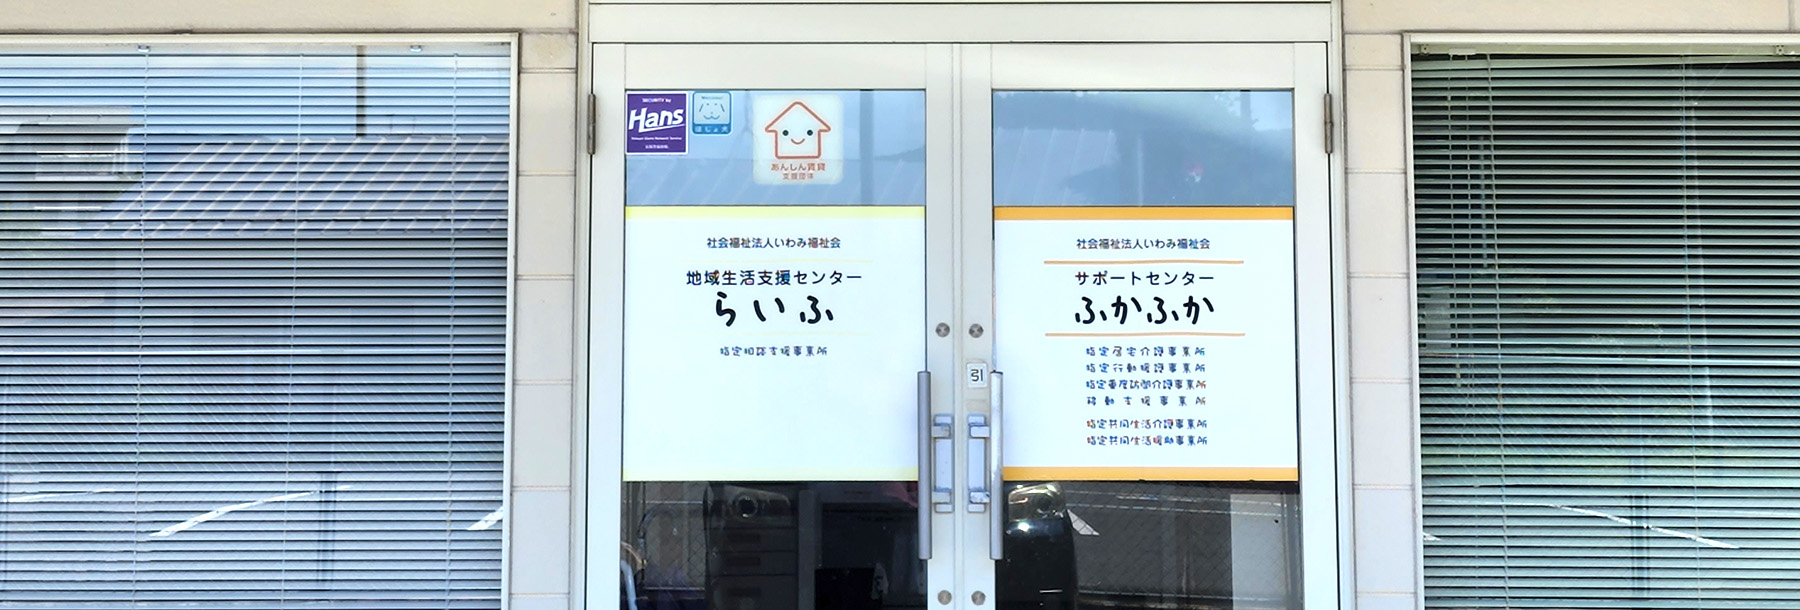 SECURITY by
Hans
Welcome!
ほじょ犬
あんしん賃貸
支援団体
社会福祉法人いわみ福祉会
地域生活支援センター
らいふ
指定相談支援事業所
社会福祉法人いわみ福祉会
サポートセンター
ふかふか
指定居宅介護事業所
指定行動援護事業所
指定重度訪問介護事業所
移動支援事業所
指定共同生活介護事業所
指定共同生活援助事業所
引